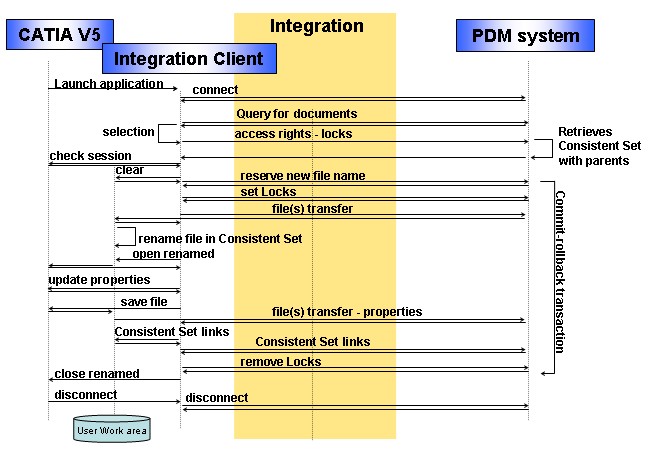 Integration
CATIA V5
PDM system
Integration Client
Launch application
connect
Query for documents
selection
access rights - locks
Retrieves
Consistent Set
with parents
check session
clear
reserve new file name
set Locks
file(s) transfer
rename file in Consistent Set
open renamed
update properties
save file
file(s) transfer - properties
Consistent Set links
Consistent Set links
remove Locks
close renamed
Commit-rollback transaction
disconnect
disconnect
User Work area